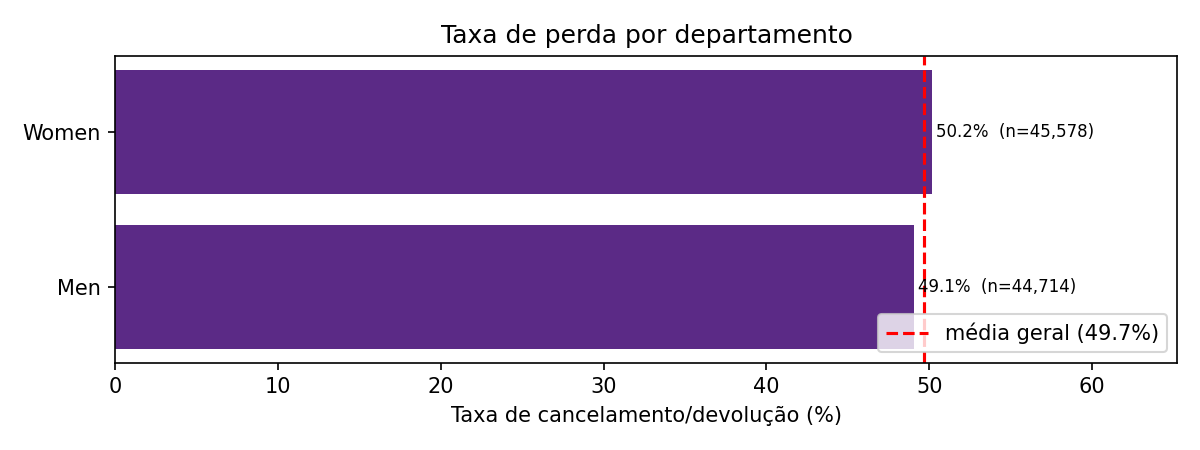 Taxa de perda por departamento
Women
50.2%  (n=45,578)
Men
49.1%  (n=44,714)
média geral (49.7%)
0 10 20 30 40 50 60
Taxa de cancelamento/devolução (%)